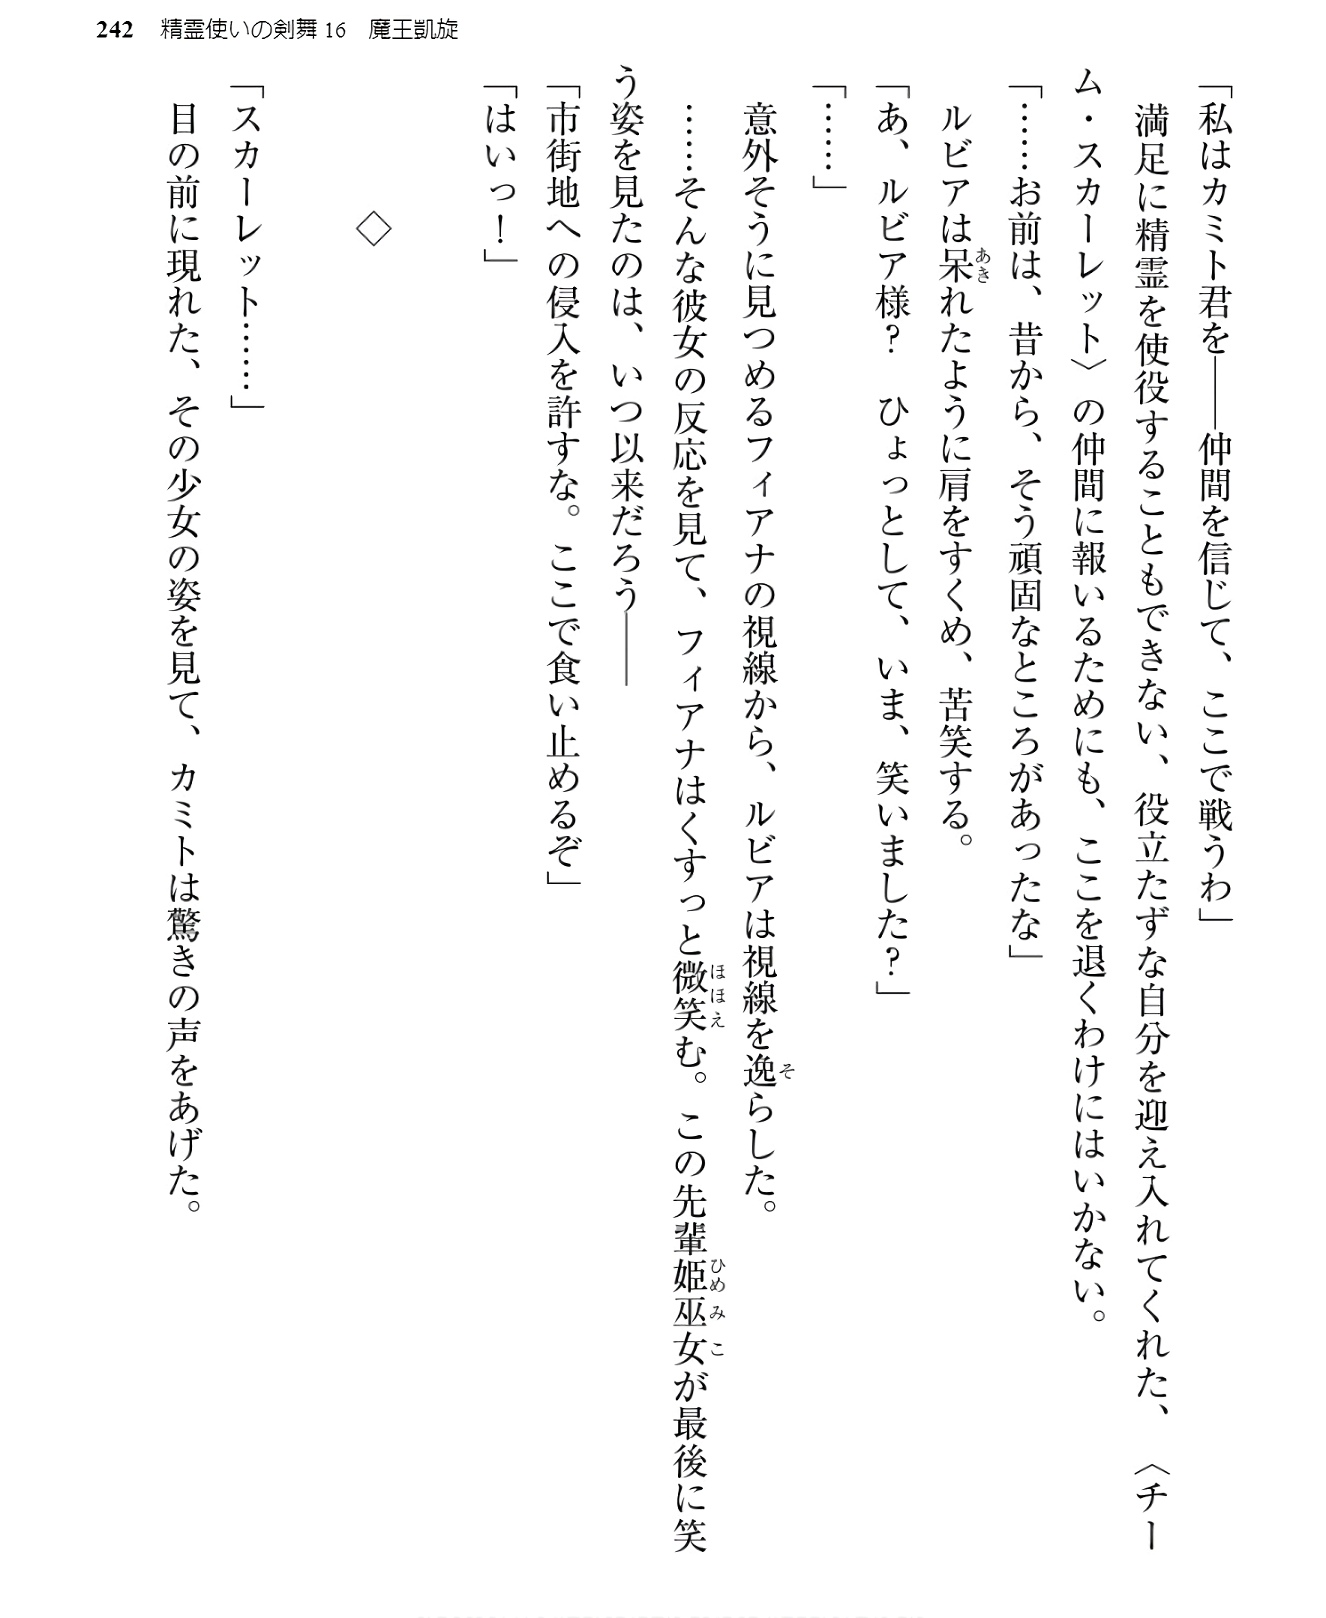 242 精霊使いの剣舞16 魔王凱旋
「私はカミト君を――仲間を信じて、ここで戦うわ」
満足に精霊を使役することもできない、役立たずな自分を迎え入れてくれた、〈チー
ム・スカーレット〉の仲間に報いるためにも、ここを退くわけにはいかない。
「……お前は、昔から、そう頑固なところがあったな」
ルビアは呆れたように肩をすくめ、苦笑する。
「あ、ルビア様？　ひょっとして、いま、笑いました？」
「……」
意外そうに見つめるフィアナの視線から、ルビアは視線を逸らした。
……そんな彼女の反応を見て、フィアナはくすっと微笑む。この先輩姫巫女が最後に笑
う姿を見たのは、いつ以来だろう――
「市街地への侵入を許すな。ここで食い止めるぞ」
「はいっ！」
◇
「スカーレット……」
目の前に現れた、その少女の姿を見て、カミトは驚きの声をあげた。